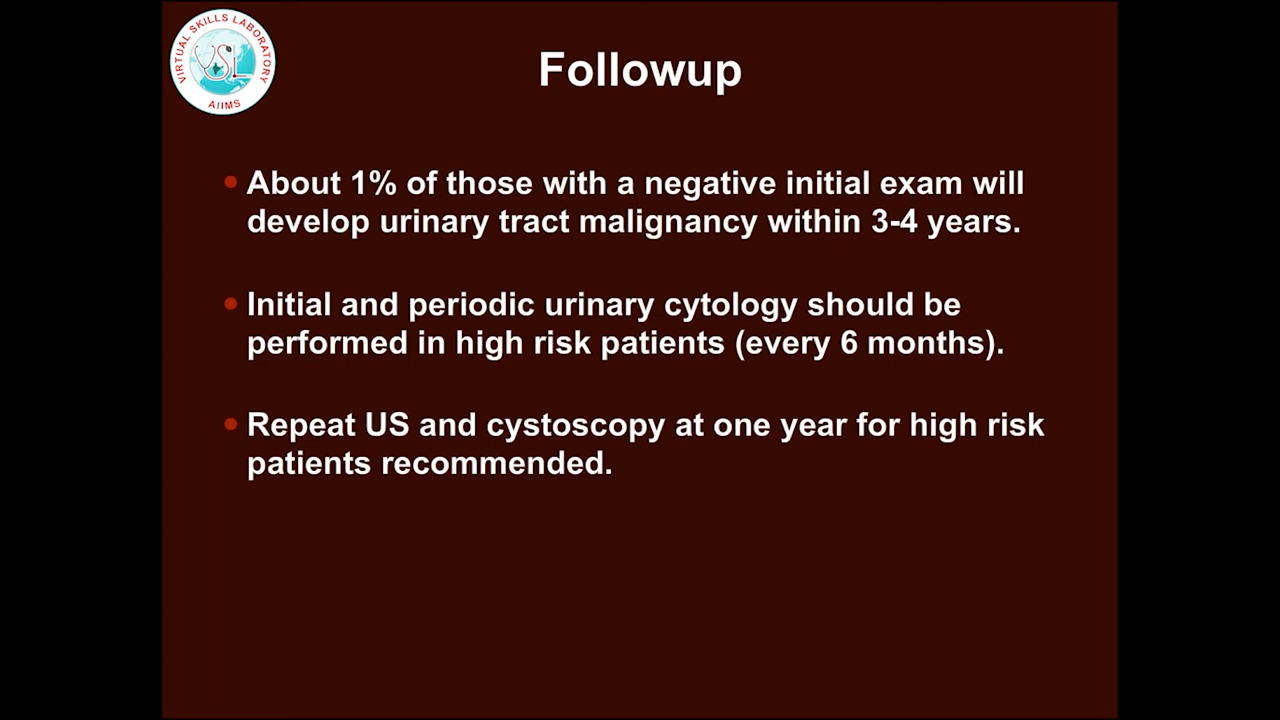 VIRTUAL SKILLS LABORATORY
VSL
AIIMS
Followup
• About 1% of those with a negative initial exam will
develop urinary tract malignancy within 3-4 years.
• Initial and periodic urinary cytology should be
performed in high risk patients (every 6 months).
• Repeat US and cystoscopy at one year for high risk
patients recommended.